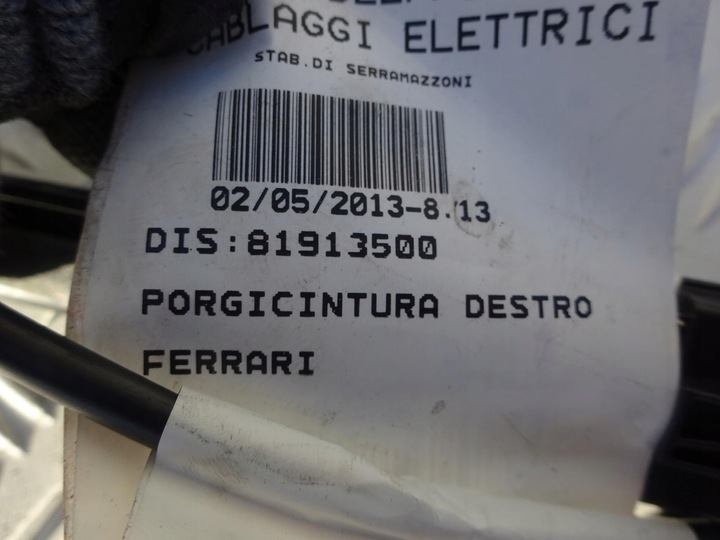 CABLAGGI ELETTRICI
STAB.DI SERRAMAZZONI
02/05/2013-8.13
DIS:81913500
PORGICINTURA DESTRO
FERRARI